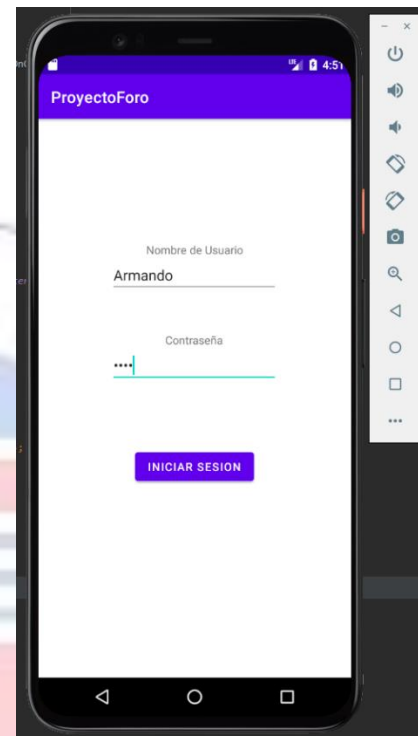 4:51
ProyectoForo
Nombre de Usuario
Armando
Contraseña
••••
INICIAR SESION